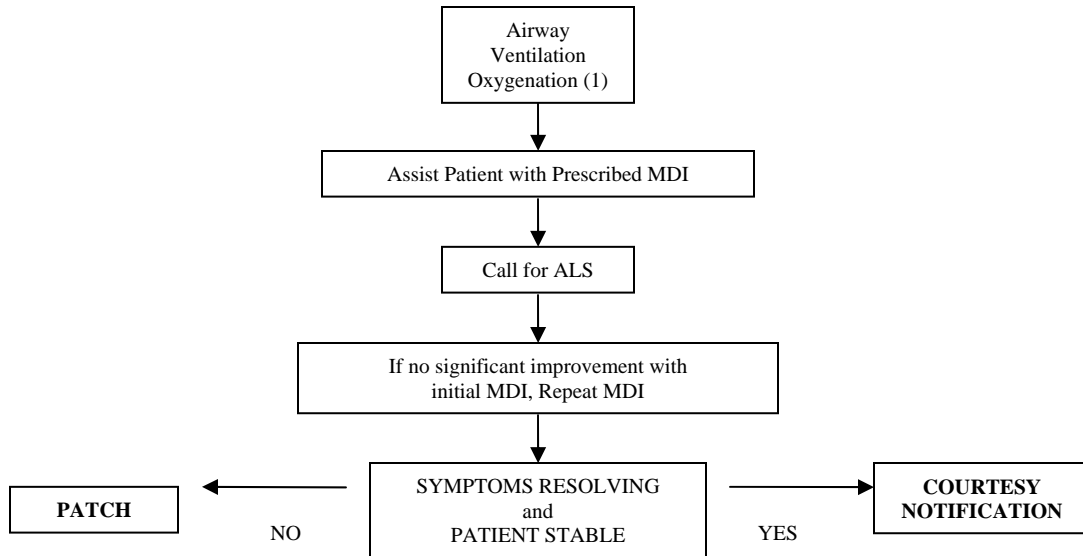 Airway
Ventilation
Oxygenation (1)
Assist Patient with Prescribed MDI
Call for ALS
If no significant improvement with
initial MDI, Repeat MDI
SYMPTOMS RESOLVING
and
PATIENT STABLE
PATCH
NO
YES
COURTESY
NOTIFICATION